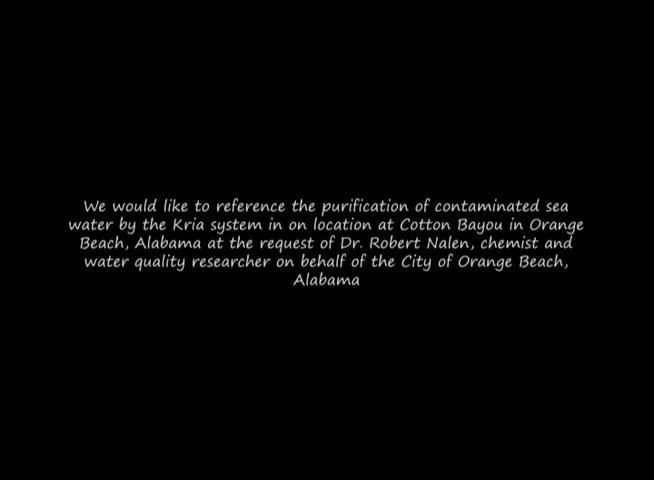 We would like to reference the purification of contaminated sea
water by the Kria system in on location at Cotton Bayou in Orange
Beach, Alabama at the request of Dr. Robert Nalen, chemist and
water quality researcher on behalf of the City of Orange Beach,
Alabama